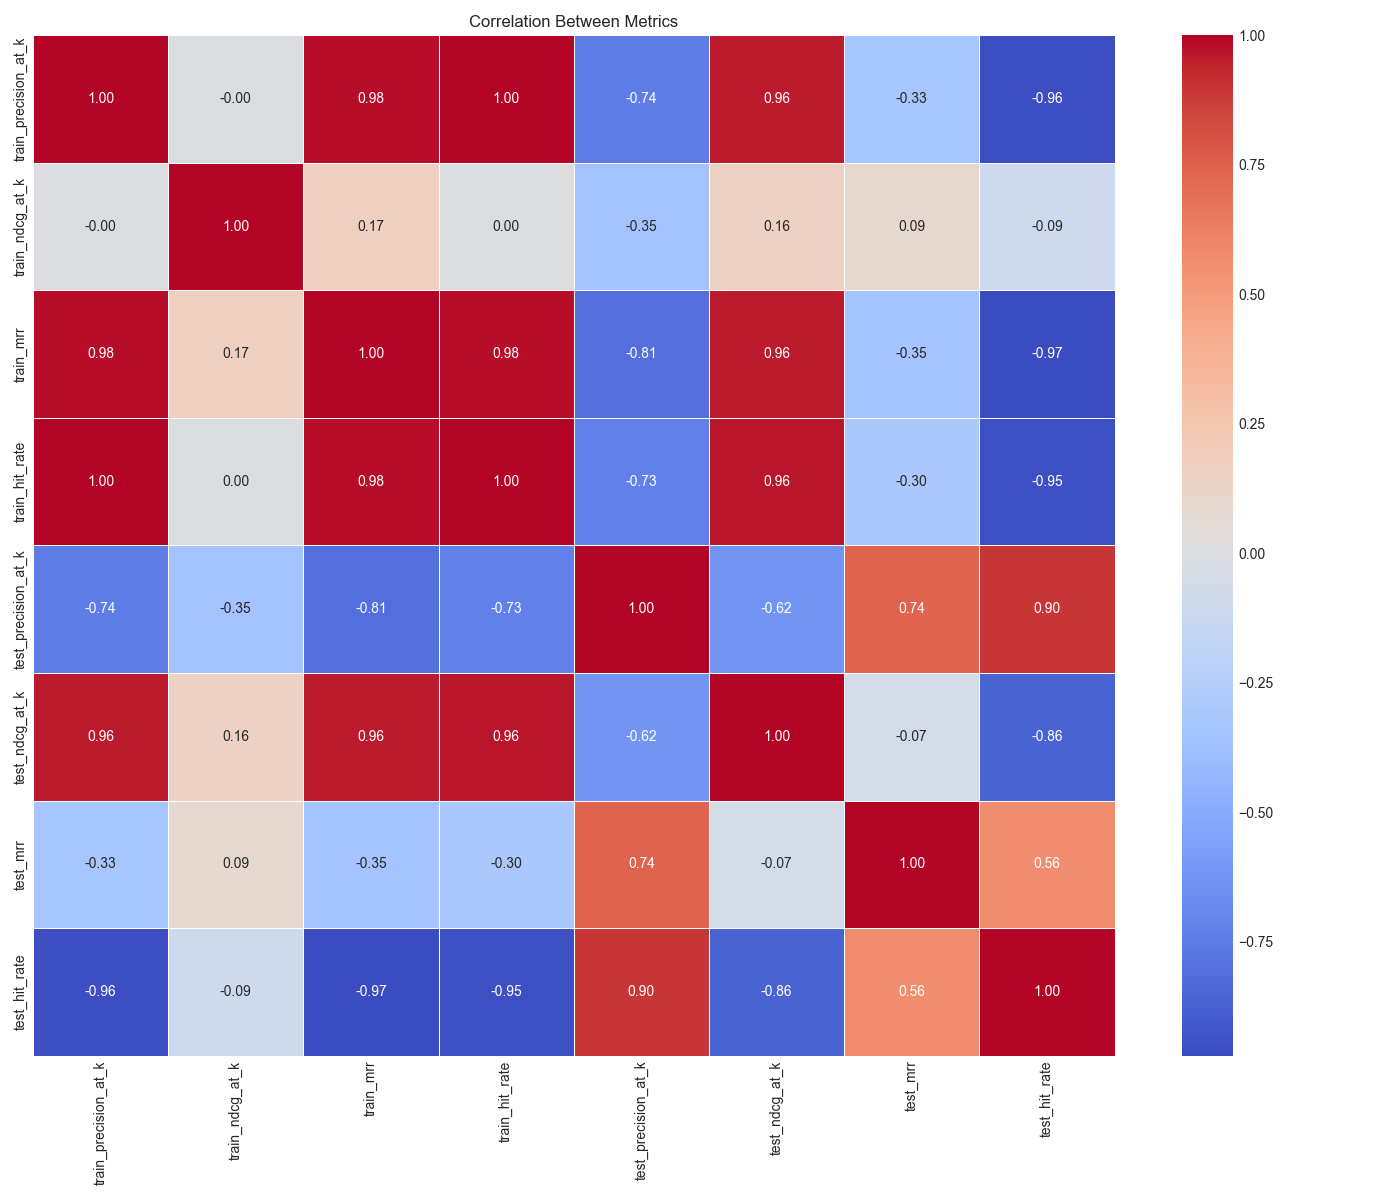 Correlation Between Metrics
train_precision_at_k 1.00 -0.00 0.98 1.00 -0.74 0.96 -0.33 -0.96
train_ndcg_at_k -0.00 1.00 0.17 0.00 -0.35 0.16 0.09 -0.09
train_mrr 0.98 0.17 1.00 0.98 -0.81 0.96 -0.35 -0.97
train_hit_rate 1.00 0.00 0.98 1.00 -0.73 0.96 -0.30 -0.95
test_precision_at_k -0.74 -0.35 -0.81 -0.73 1.00 -0.62 0.74 0.90
test_ndcg_at_k 0.96 0.16 0.96 0.96 -0.62 1.00 -0.07 -0.86
test_mrr -0.33 0.09 -0.35 -0.30 0.74 -0.07 1.00 0.56
test_hit_rate -0.96 -0.09 -0.97 -0.95 0.90 -0.86 0.56 1.00
train_precision_at_k train_ndcg_at_k train_mrr train_hit_rate test_precision_at_k test_ndcg_at_k test_mrr test_hit_rate
1.00
0.75
0.50
0.25
0.00
−0.25
−0.50
−0.75